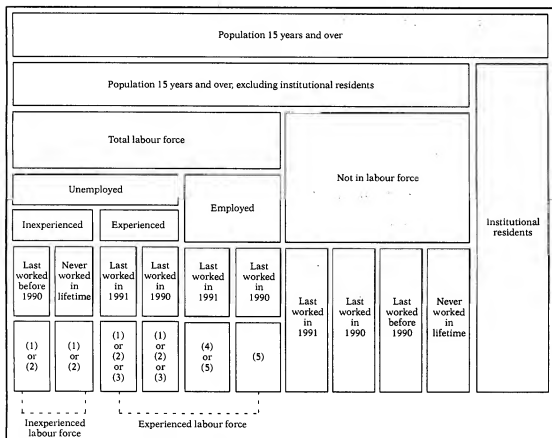 Population 15 years and over
Population 15 years and over, excluding institutional residents
Total labour force
Not in labour force
Institutional
residents
Unemployed
Employed
Inexperienced
Experienced
Last
worked
before
1990
Never
worked
in
lifetime
Last
worked
in
1991
Last
worked
in
1990
Last
worked
in
1991
Last
worked
in
1990
Last
worked
in
1991
Last
worked
in
1990
Last
worked
before
1990
Never
worked
in
lifetime
(1)
or
(2)
(1)
or
(2)
(1)
or
(2)
or
(3)
(1)
or
(2)
or
(3)
(4)
or
(5)
(5)
Inexperienced
labour force
Experienced labour force